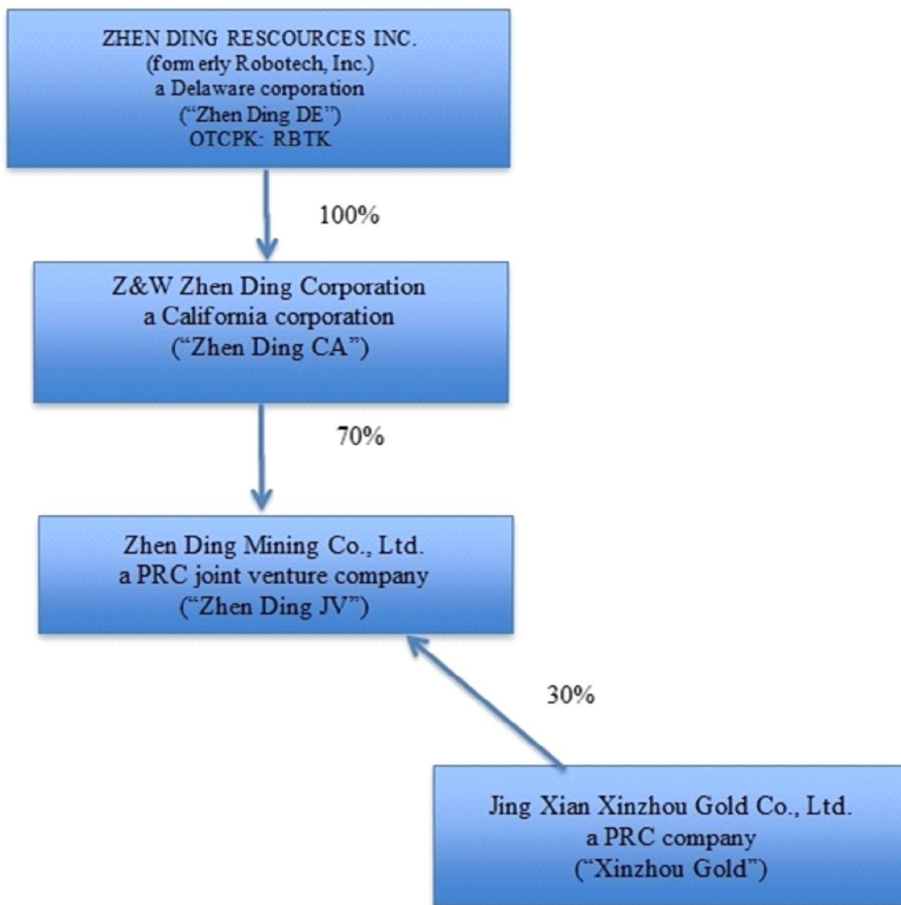 ZHEN DING RESCOURCES INC.
(formerly Robotech, Inc.)
a Delaware corporation
(“Zhen Ding DE”)
OTCPK: RBTK
100%
Z&W Zhen Ding Corporation
a California corporation
(“Zhen Ding CA”)
70%
Zhen Ding Mining Co., Ltd.
a PRC joint venture company
(“Zhen Ding JV”)
30%
Jing Xian Xinzhou Gold Co., Ltd.
a PRC company
(“Xinzhou Gold”)